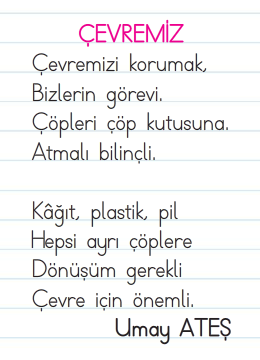 ÇEVREMİZ
Çevremizi korumak,
Bizlerin görevi.
Çöpleri çöp kutusuna.
Atmalı bilinçli.
Kâğıt, plastik, pil
Hepsi ayrı çöplere
Dönüşüm gerekli
Çevre için önemli.
Umay ATEŞ